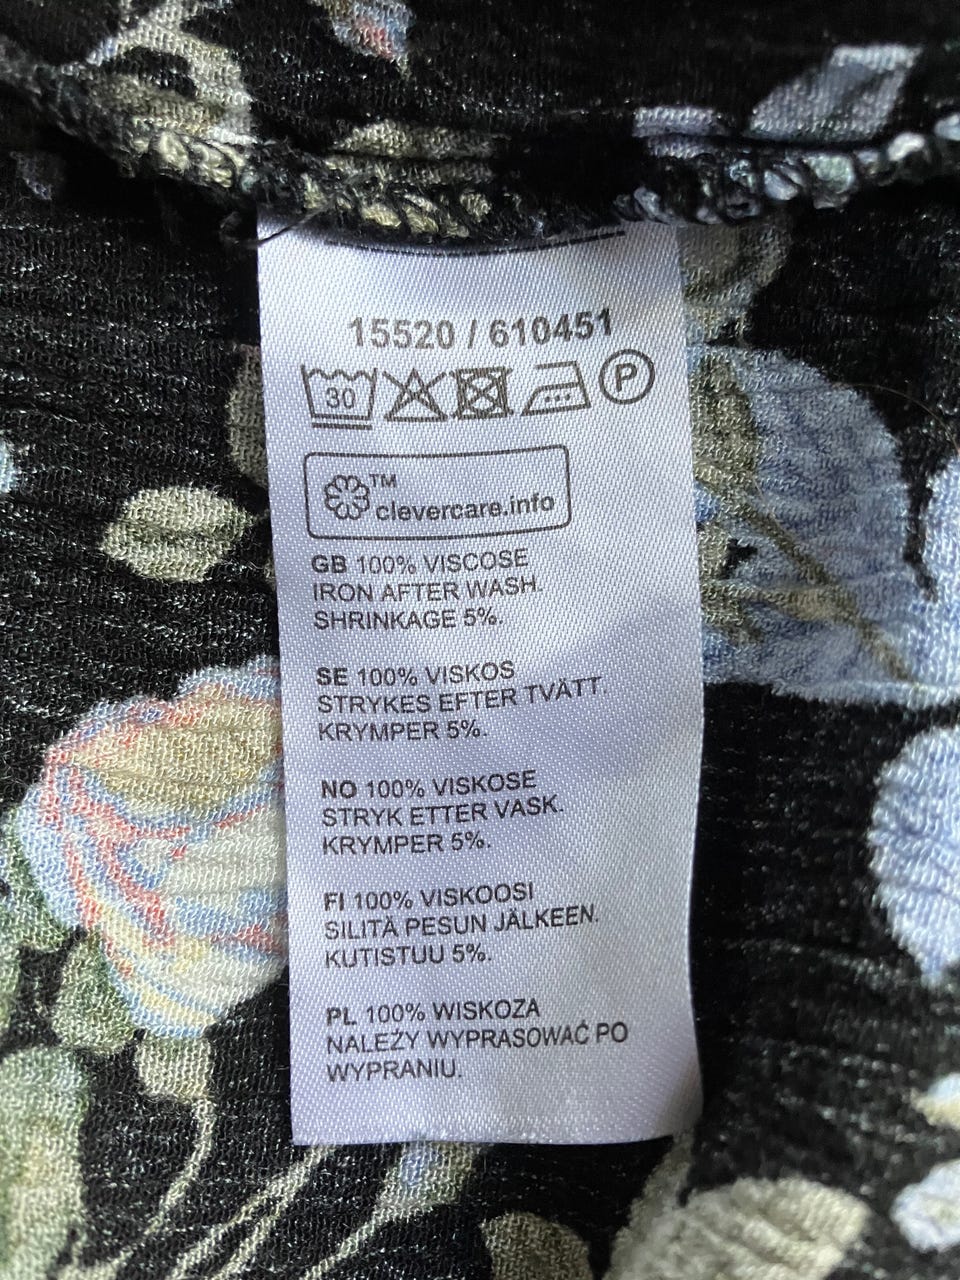 15520 / 610451
30 P
TM
clevercare.info
GB 100% VISCOSE
IRON AFTER WASH.
SHRINKAGE 5%.
SE 100% VISKOS
STRYKES EFTER TVÄTT.
KRYMPER 5%.
NO 100% VISKOSE
STRYK ETTER VASK.
KRYMPER 5%.
FI 100% VISKOOSI
SILITÄ PESUN JÄLKEEN.
KUTISTUU 5%.
PL 100% WISKOZA
NALEŻY WYPRASOWAĆ PO
WYPRANIU.